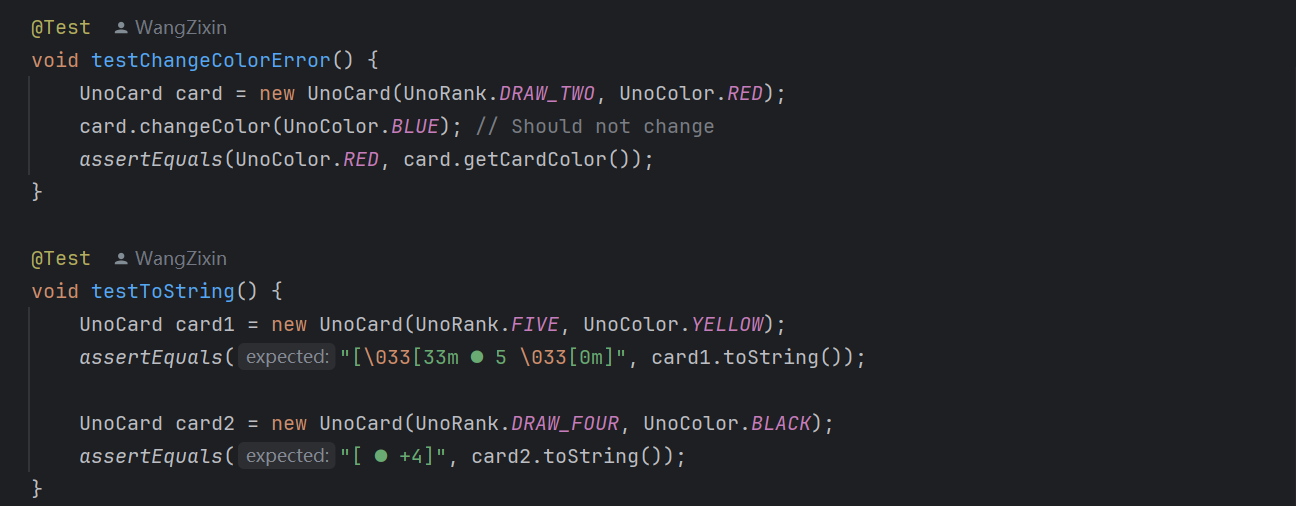 @Test WangZixin
void testChangeColorError() {
    UnoCard card = new UnoCard(UnoRank.DRAW_TWO, UnoColor.RED);
    card.changeColor(UnoColor.BLUE); // Should not change
    assertEquals(UnoColor.RED, card.getCardColor());
}
@Test WangZixin
void testToString() {
    UnoCard card1 = new UnoCard(UnoRank.FIVE, UnoColor.YELLOW);
    assertEquals( expected: "[\033[33m ● 5 \033[0m]", card1.toString());
    UnoCard card2 = new UnoCard(UnoRank.DRAW_FOUR, UnoColor.BLACK);
    assertEquals( expected: "[ ● +4]", card2.toString());
}